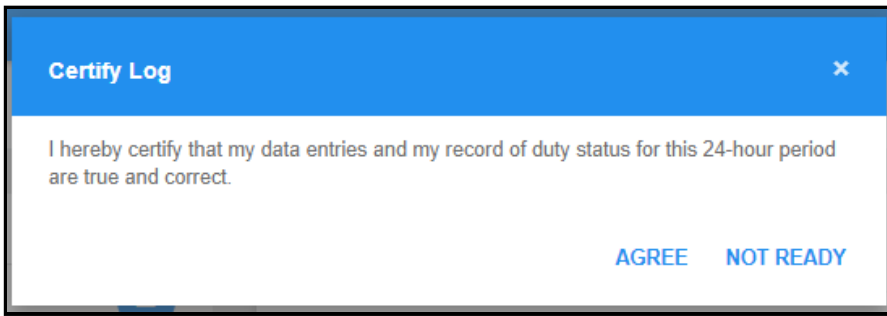 Certify Log ×
I hereby certify that my data entries and my record of duty status for this 24-hour period
are true and correct.
AGREE NOT READY